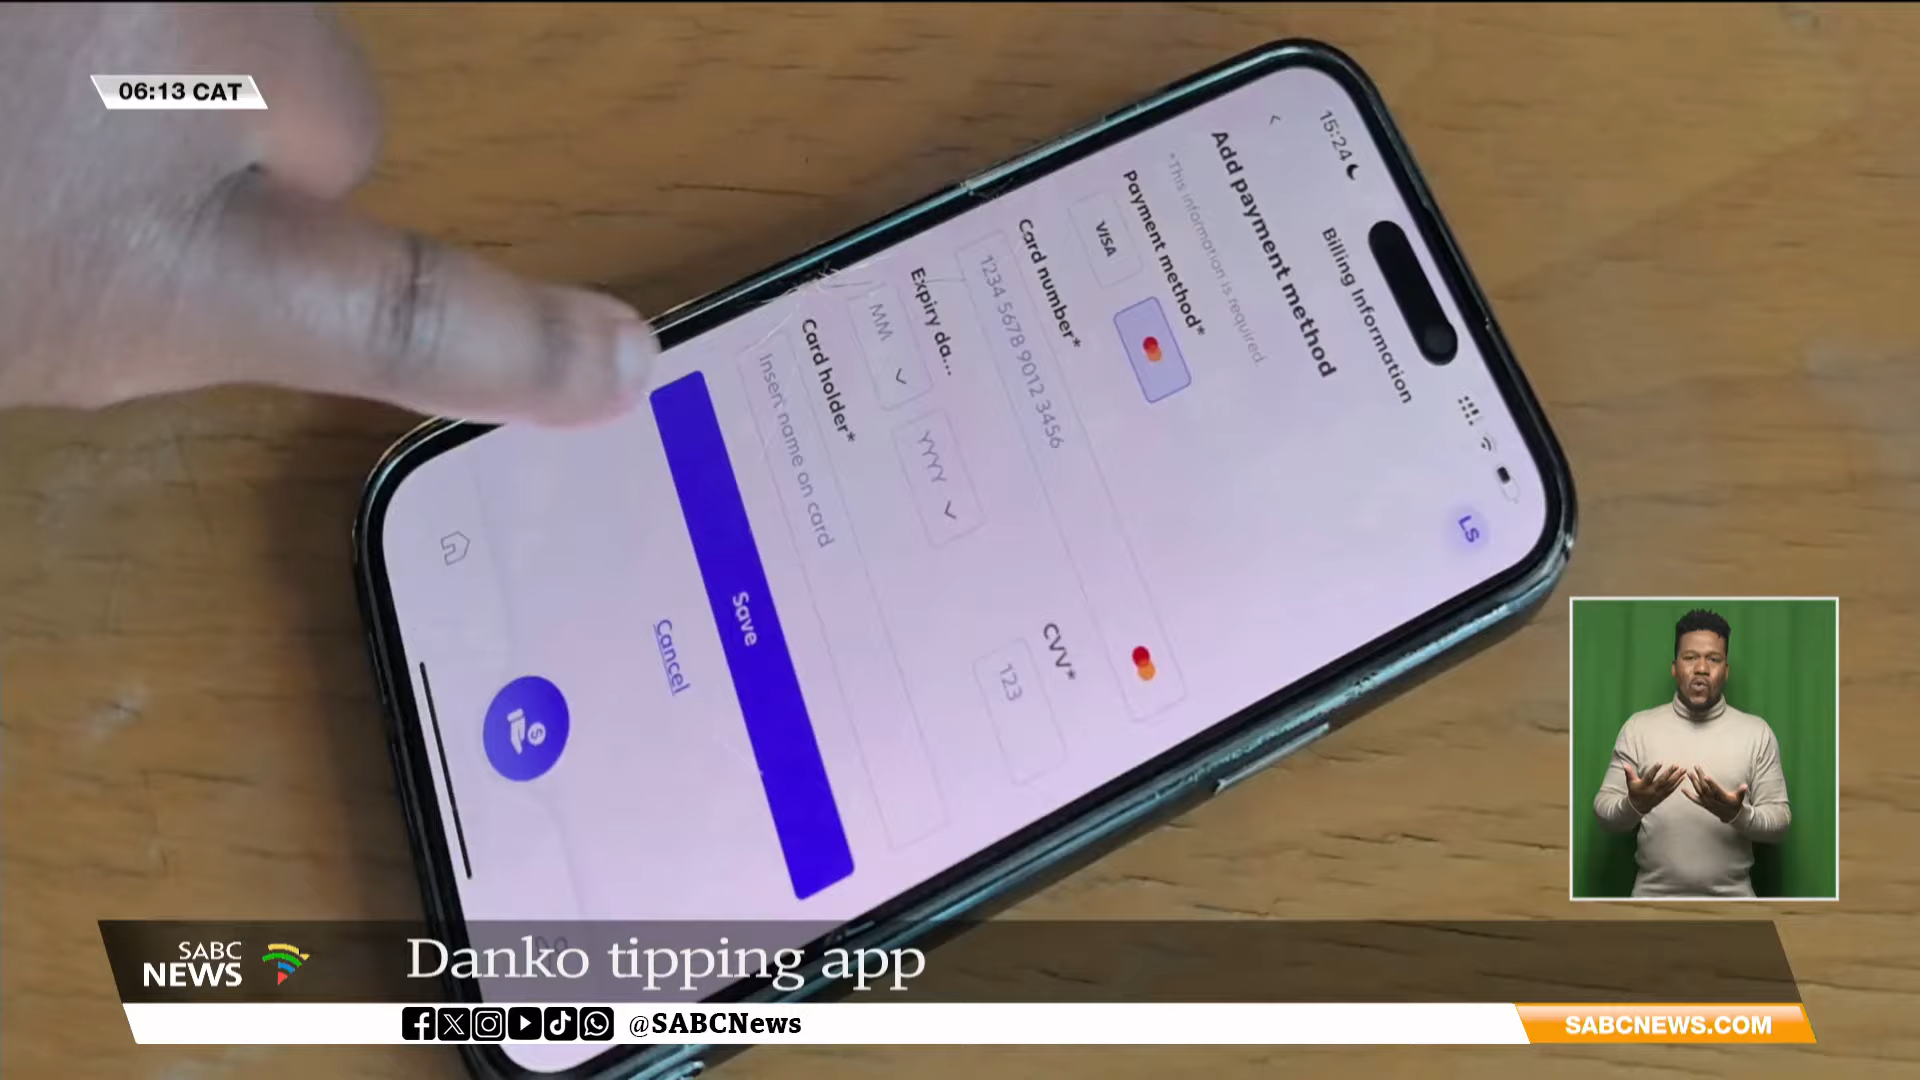 06:13 CAT
15:24
Billing Information
LS
Add payment method
*This information is required.
Payment method*
VISA
Card number*
1234 5678 9012 3456
Expiry da...
CVV*
MM
YYYY
123
Card holder*
Insert name on card
Save
Cancel
SABC
NEWS
Danko tipping app
@SABCNews
SABCNEWS.COM